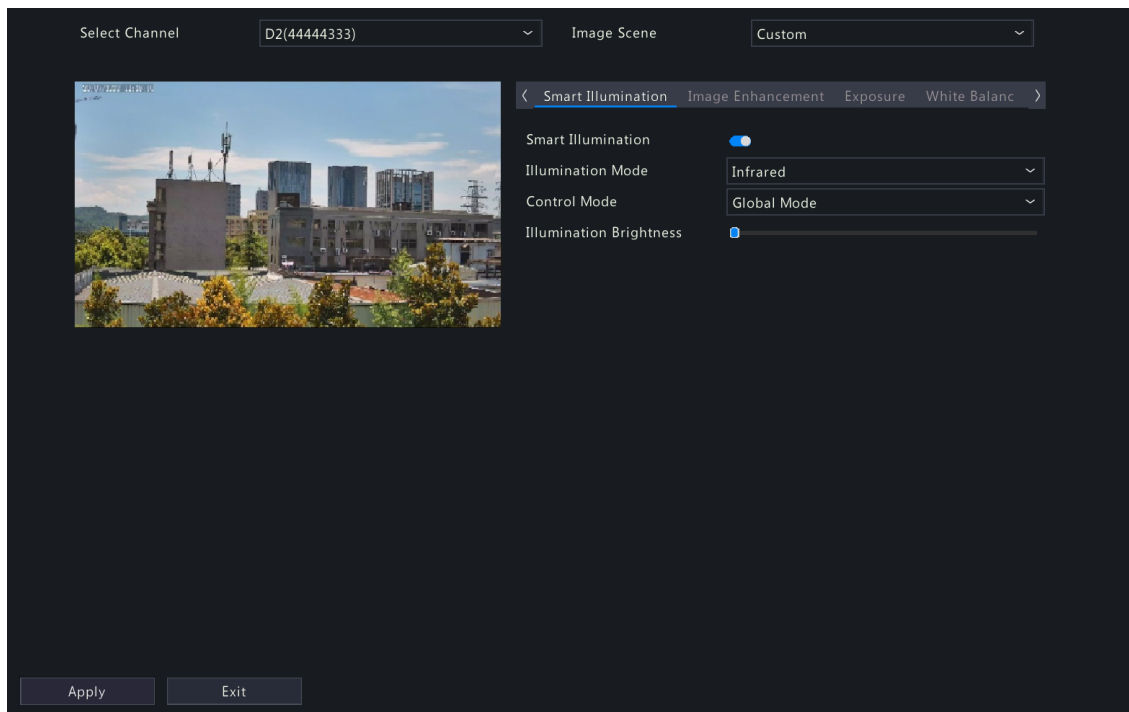 Select Channel D2(44444333) Image Scene Custom
Smart Illumination Image Enhancement Exposure White Balanc
Smart Illumination
Illumination Mode Infrared
Control Mode Global Mode
Illumination Brightness
Apply Exit